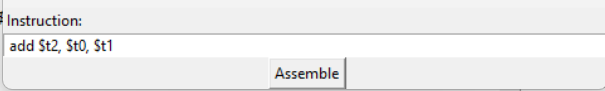 Instruction:
add $t2, $t0, $t1
Assemble